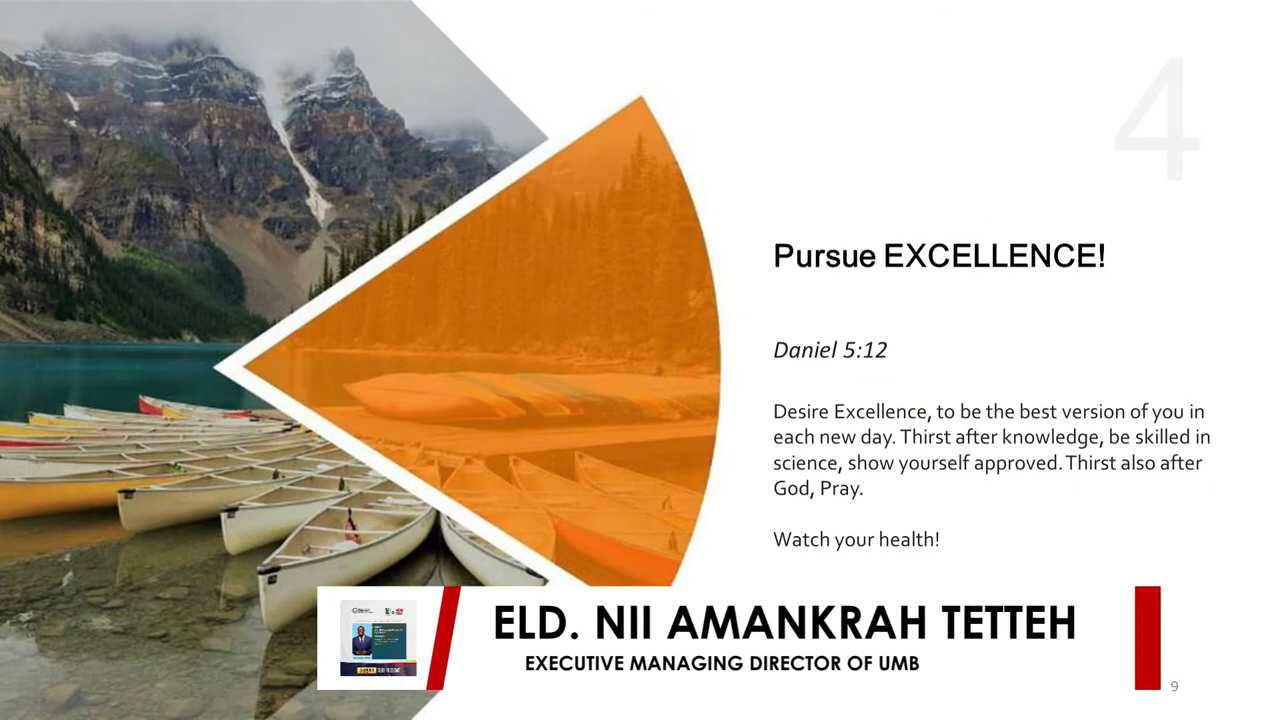 4
Pursue EXCELLENCE!
Daniel 5:12
Desire Excellence, to be the best version of you in
each new day. Thirst after knowledge, be skilled in
science, show yourself approved. Thirst also after
God, Pray.
Watch your health!
ELD. NII AMANKRAH TETTEH
EXECUTIVE MANAGING DIRECTOR OF UMB
9